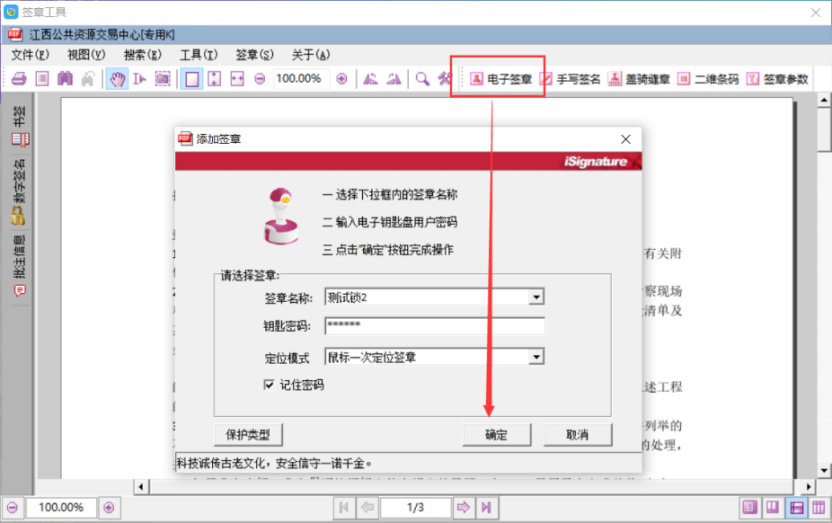 签章工具
江西公共资源交易中心[专用K]
文件(F) 视图(V) 搜索(R) 工具(T) 签章(S) 关于(A)
100.00% 电子签章 手写签名 盖骑缝章 二维条码 签章参数
书签
数字签名
批注信息
添加签章
iSignature
一 选择下拉框内的签章名称
二 输入电子钥匙盘用户密码
三 点击"确定"按钮完成操作
请选择签章:
签章名称: 测试锁2
钥匙密码: ******
定位模式 鼠标一次定位签章
记住密码
保护类型 确定 取消
科技诚传古老文化，安全信守一诺千金。
有关附
察现场
清单及
述工程
列举的
的处理，
100.00% 1/3